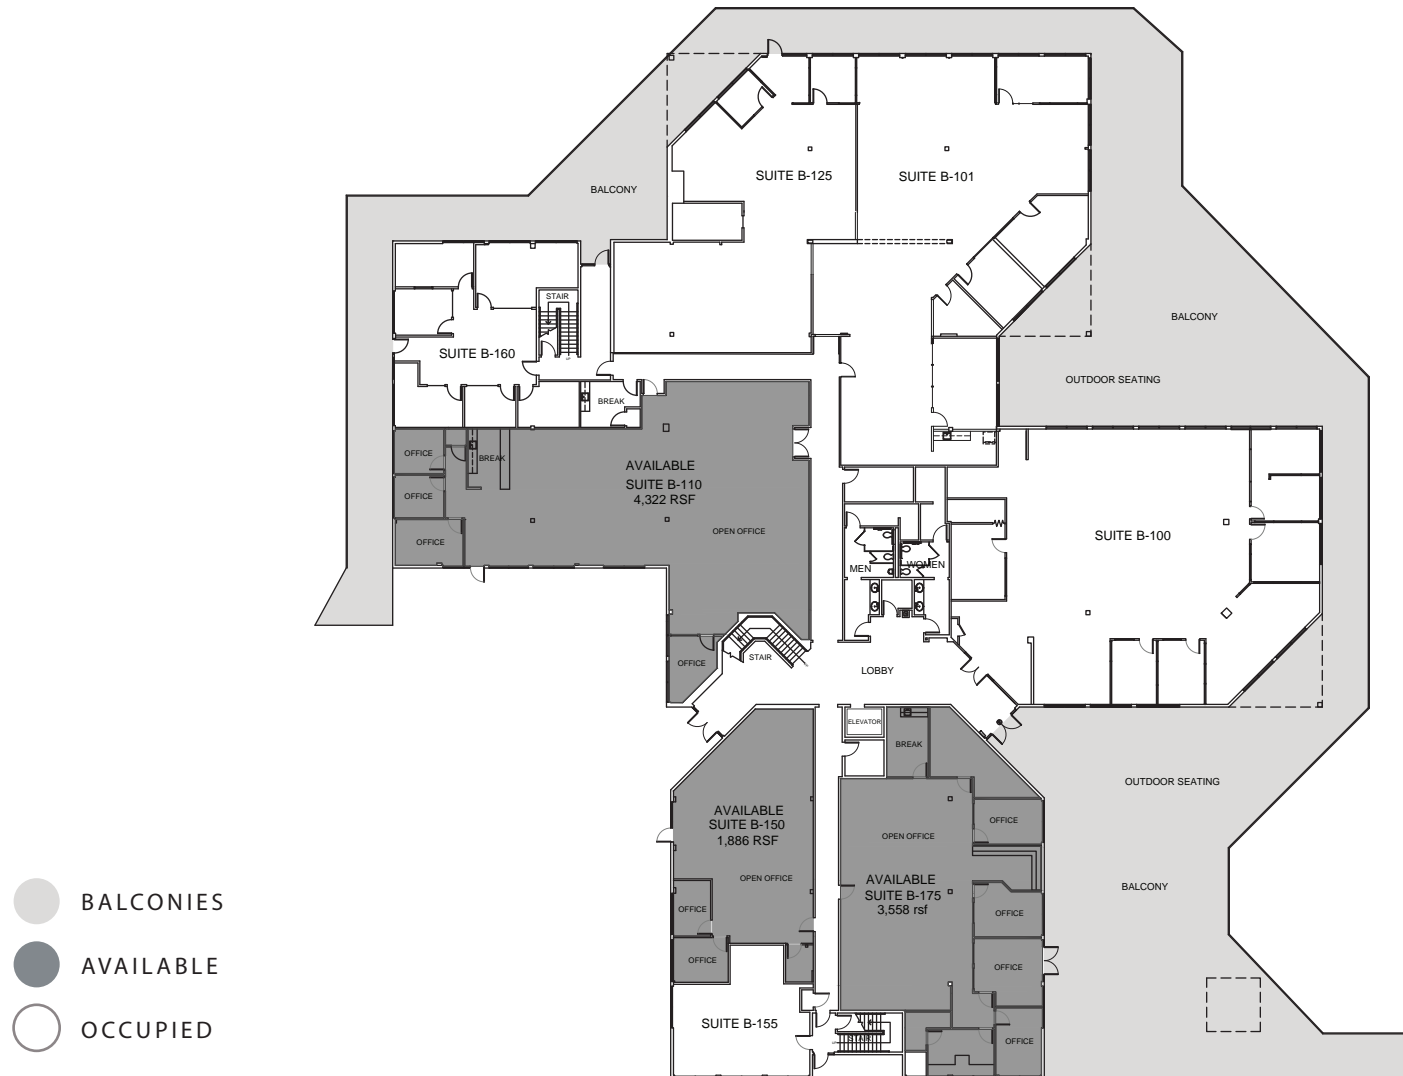 SUITE B-125
SUITE B-101
BALCONY
STAIR
BALCONY
SUITE B-160
OUTDOOR SEATING
BREAK
OFFICE
BREAK
AVAILABLE
SUITE B-110
4,322 RSF
OFFICE
OPEN OFFICE
OFFICE
SUITE B-100
MEN
WOMEN
OFFICE
STAIR
LOBBY
ELEVATOR
BREAK
OUTDOOR SEATING
AVAILABLE
SUITE B-150
1,886 RSF
OPEN OFFICE
OFFICE
OPEN OFFICE
AVAILABLE
SUITE B-175
3,558 rsf
OFFICE
BALCONY
OFFICE
OFFICE
OFFICE
OFFICE
SUITE B-155
STAIR
BALCONIES
AVAILABLE
OCCUPIED